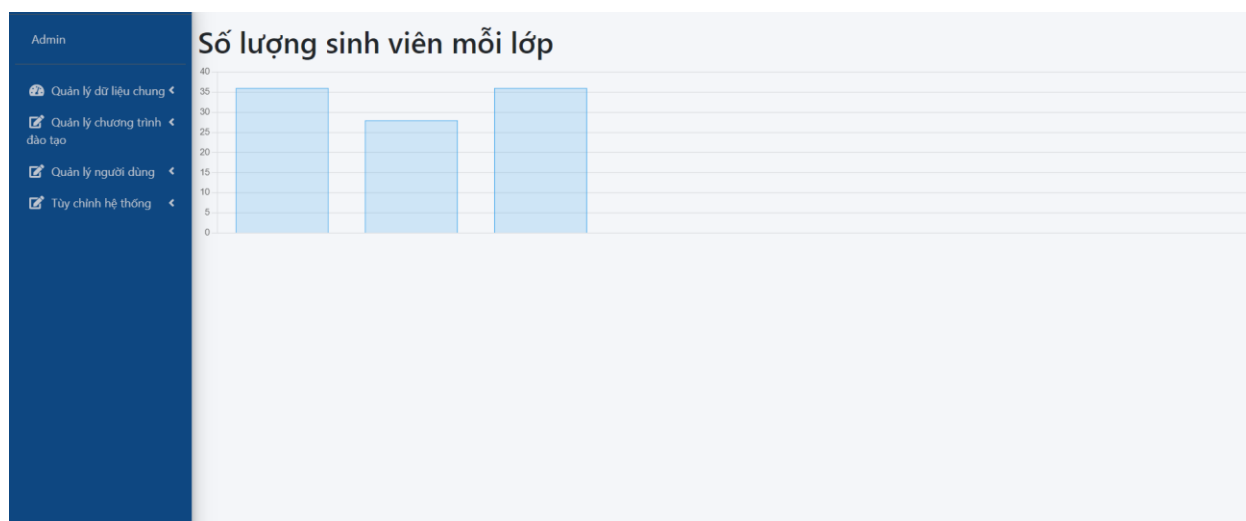 Admin
Số lượng sinh viên mỗi lớp
Quản lý dữ liệu chung
Quản lý chương trình
đào tạo
Quản lý người dùng
Tùy chỉnh hệ thống
40
35
30
25
20
15
10
5
0